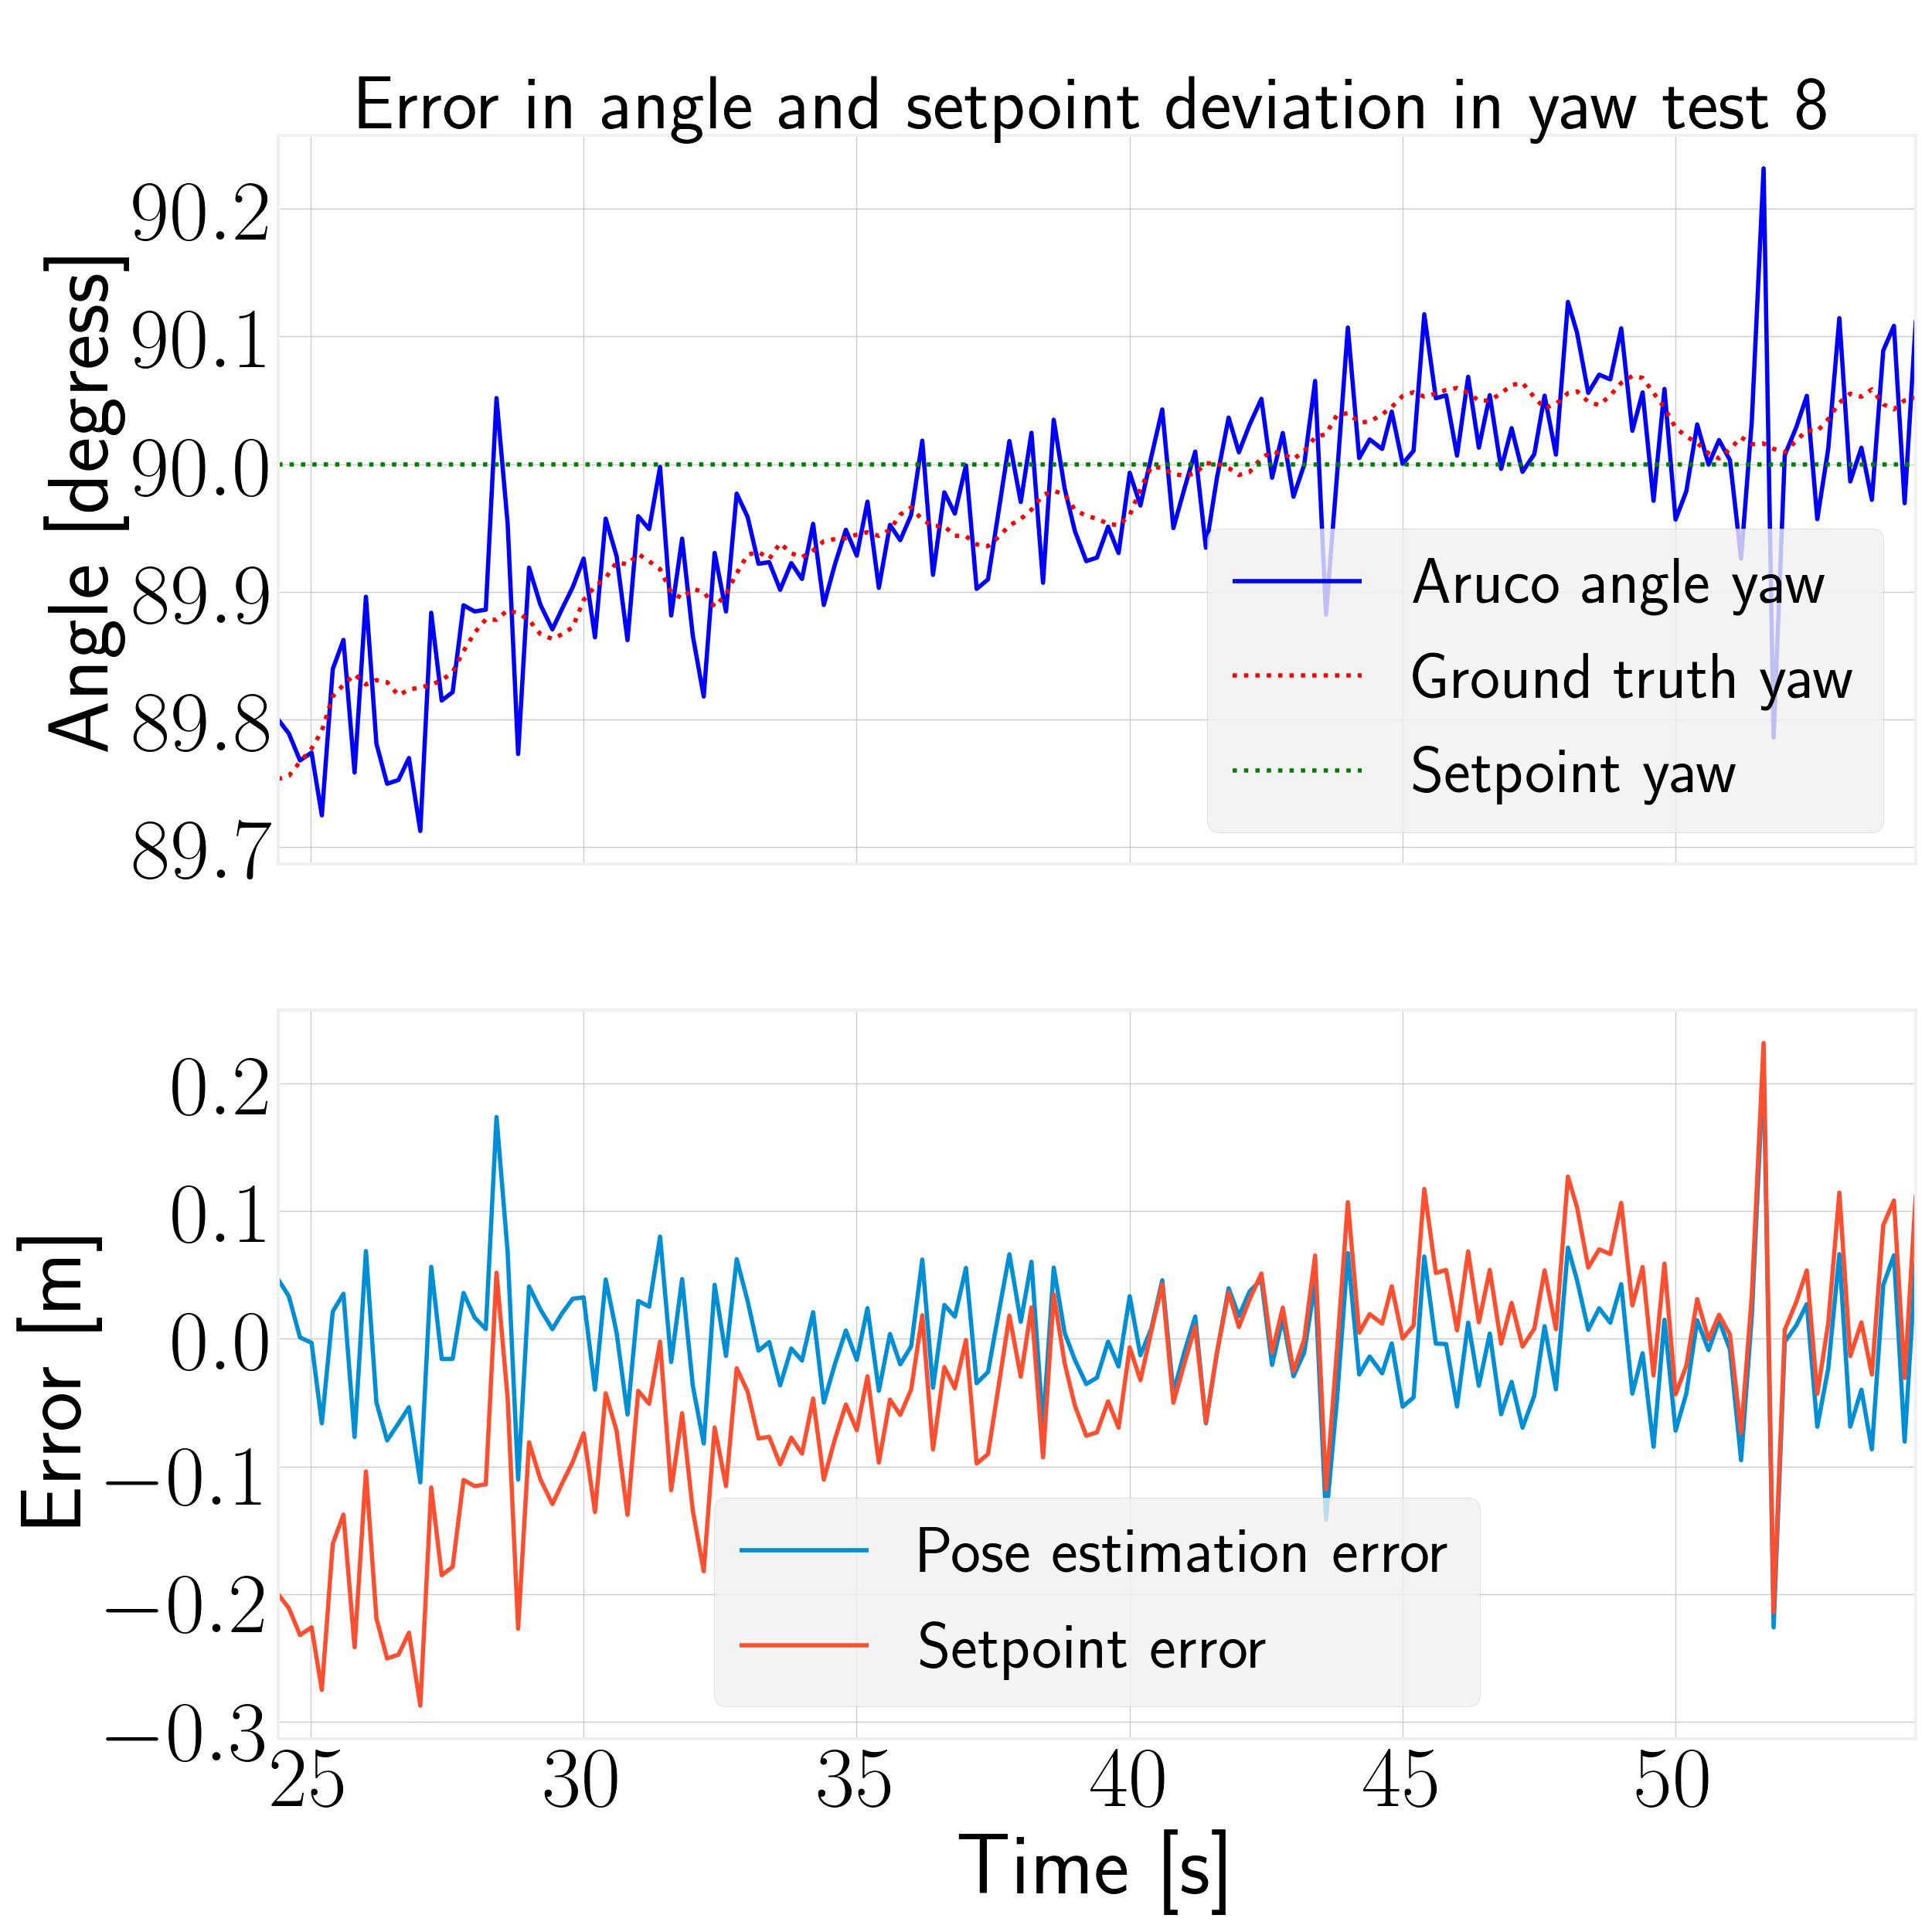 Error in angle and setpoint deviation in yaw test 8
Angle [degress]
90.2
90.1
90.0
89.9
89.8
89.7
Aruco angle yaw
Ground truth yaw
Setpoint yaw
Error [m]
0.2
0.1
0.0
−0.1
−0.2
−0.3
Pose estimation error
Setpoint error
25 30 35 40 45 50
Time [s]